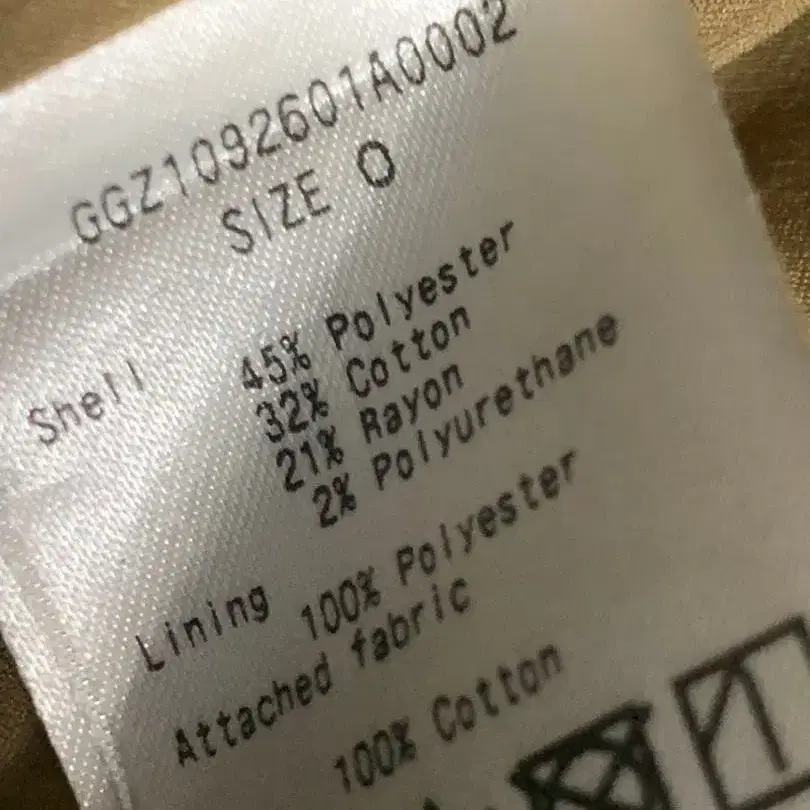 GGZ1092601A0002
SIZE 0
Shell 45% Polyester
32% Cotton
21% Rayon
2% Polyurethane
Lining 100% Polyester
Attached fabric
100% Cotton